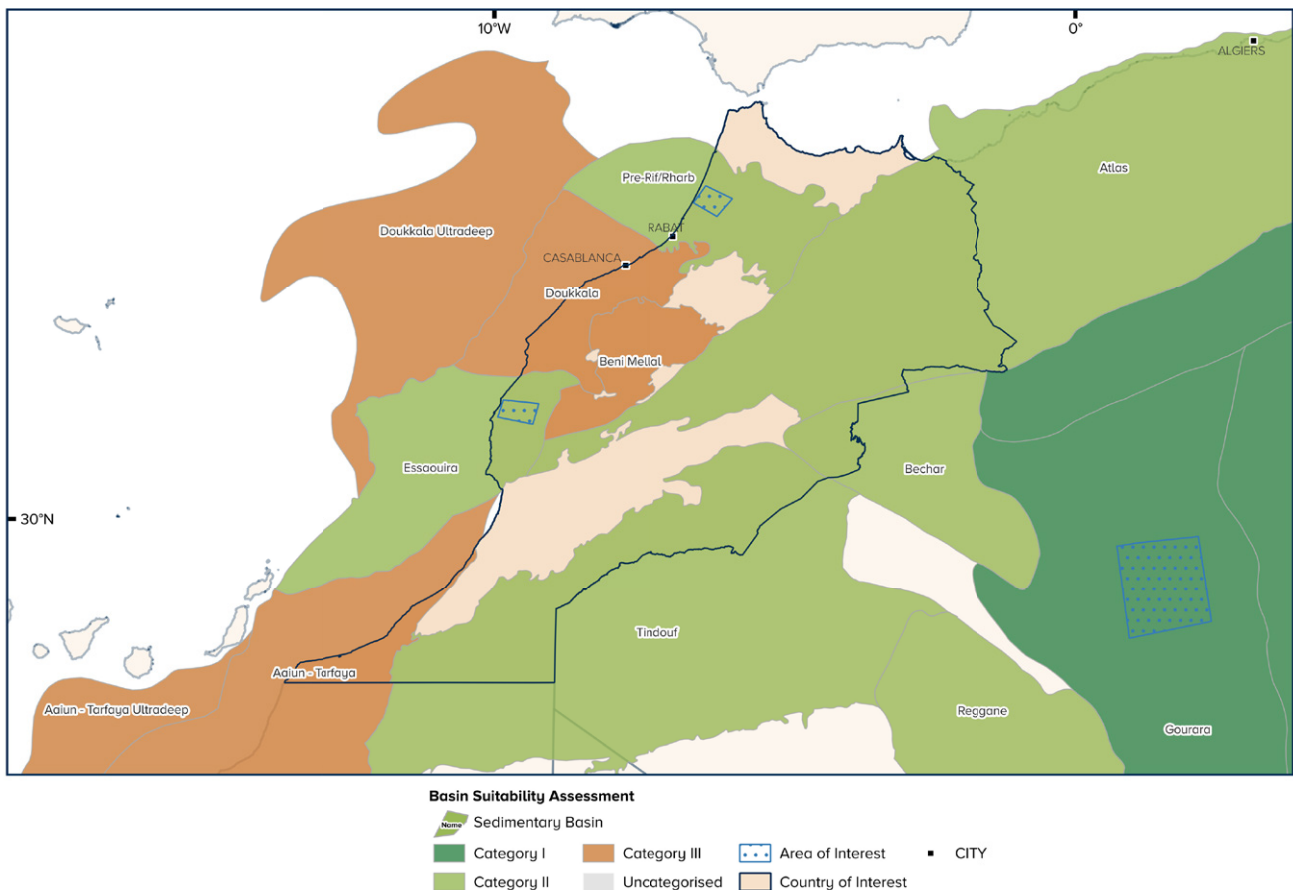 10°W
0°
ALGIERS
Atlas
Pre-Rif/Rharb
Doukkala Ultradeep
RABAT
CASABLANCA
Doukkala
Beni Mellal
Essaouira
Bechar
30°N
Tindouf
Aaiun - Tarfaya
Aaiun - Tarfaya Ultradeep
Reggane
Gourara
Basin Suitability Assessment
Name Sedimentary Basin
Category I Category III Area of Interest CITY
Category II Uncategorised Country of Interest